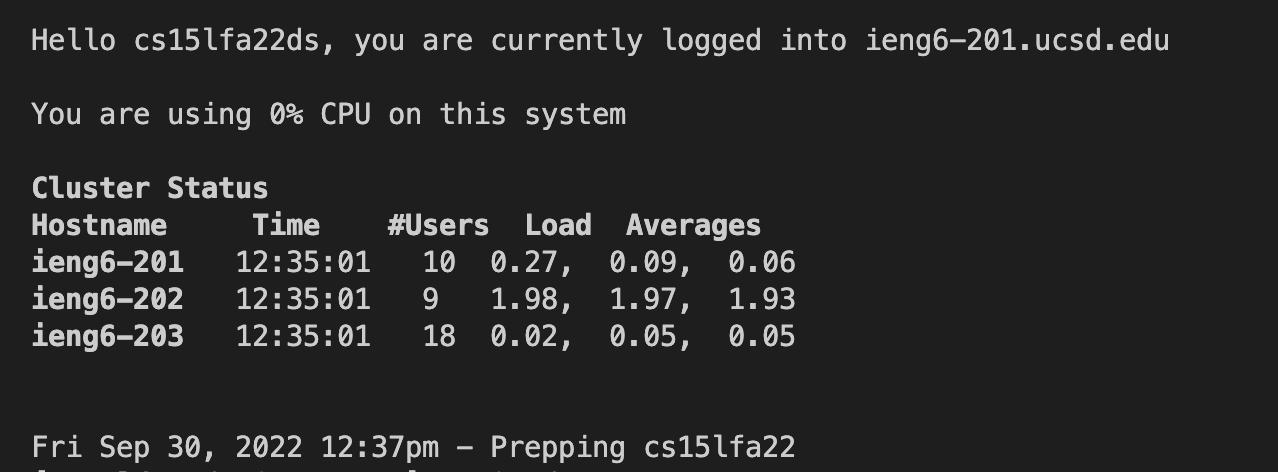 Hello cs15lfa22ds, you are currently logged into ieng6-201.ucsd.edu
You are using 0% CPU on this system
Cluster Status
Hostname     Time    #Users  Load  Averages
ieng6-201   12:35:01   10  0.27,  0.09,  0.06
ieng6-202   12:35:01   9   1.98,  1.97,  1.93
ieng6-203   12:35:01   18  0.02,  0.05,  0.05
Fri Sep 30, 2022 12:37pm - Prepping cs15lfa22